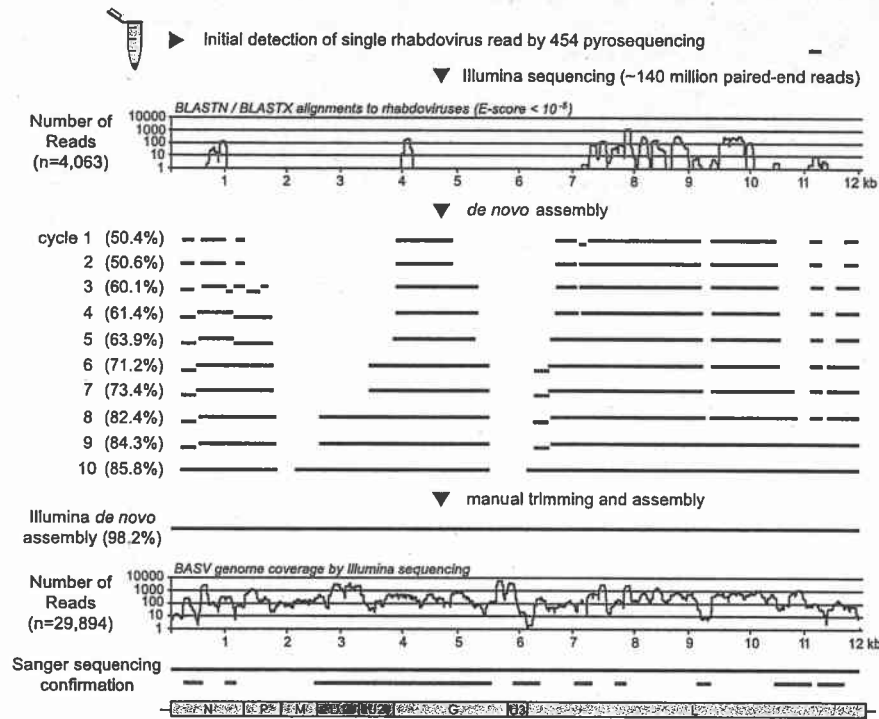 Initial detection of single rhabdovirus read by 454 pyrosequencing
Illumina sequencing (~140 million paired-end reads)
BLASTN / BLASTX alignments to rhabdoviruses (E-score < 10⁻⁵)
Number of Reads (n=4,063)
10000
1000
100
10
1
1 2 3 4 5 6 7 8 9 10 11 12 kb
de novo assembly
cycle 1 (50.4%)
2 (50.6%)
3 (60.1%)
4 (61.4%)
5 (63.9%)
6 (71.2%)
7 (73.4%)
8 (82.4%)
9 (84.3%)
10 (85.8%)
manual trimming and assembly
Illumina de novo
assembly (98.2%)
BASV genome coverage by Illumina sequencing
Number of Reads (n=29,894)
10000
1000
100
10
1
1 2 3 4 5 6 7 8 9 10 11 12 kb
Sanger sequencing
confirmation
N P M G U3 L